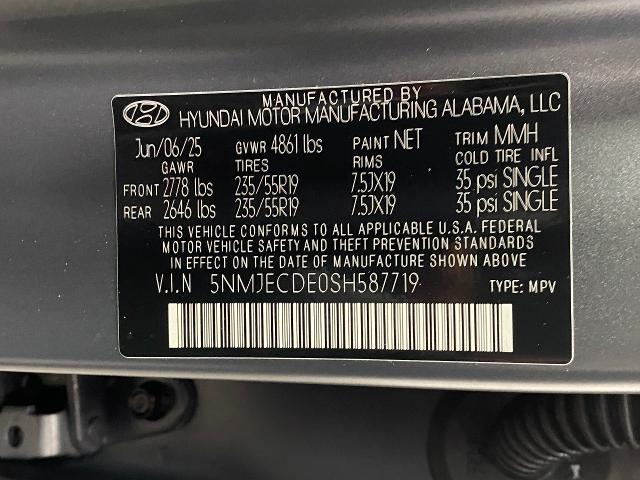 MANUFACTURED BY
HYUNDAI MOTOR MANUFACTURING ALABAMA, LLC
Jun/06/25 GVWR 4861 lbs PAINT NET TRIM MMH
GAWR TIRES RIMS COLD TIRE INFL
FRONT 2778 lbs 235/55R19 7.5JX19 35 psi SINGLE
REAR 2646 lbs 235/55R19 7.5JX19 35 psi SINGLE
THIS VEHICLE CONFORMS TO ALL APPLICABLE U.S.A. FEDERAL
MOTOR VEHICLE SAFETY AND THEFT PREVENTION STANDARDS
IN EFFECT ON THE DATE OF MANUFACTURE SHOWN ABOVE
V.I.N 5NMJECDE0SH587719 TYPE: MPV